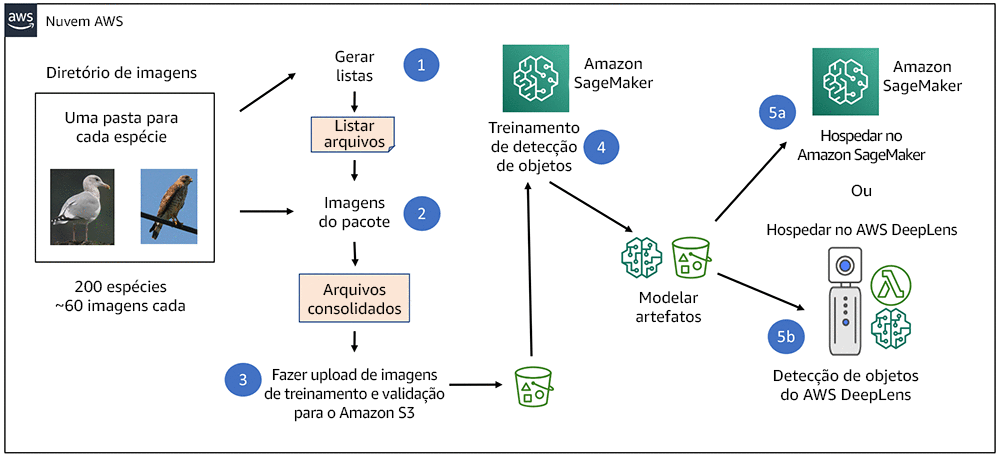 aws
Nuvem AWS
Diretório de imagens
Uma pasta para
cada espécie
200 espécies
~60 imagens cada
Gerar
listas
1
Listar
arquivos
Imagens
do pacote
2
Arquivos
consolidados
3
Fazer upload de imagens
de treinamento e validação
para o Amazon S3
Amazon
SageMaker
Treinamento
de detecção
de objetos
4
Modelar
artefatos
Amazon
SageMaker
5a
Hospedar no
Amazon SageMaker
Ou
Hospedar no AWS DeepLens
5b
Detecção de objetos
do AWS DeepLens